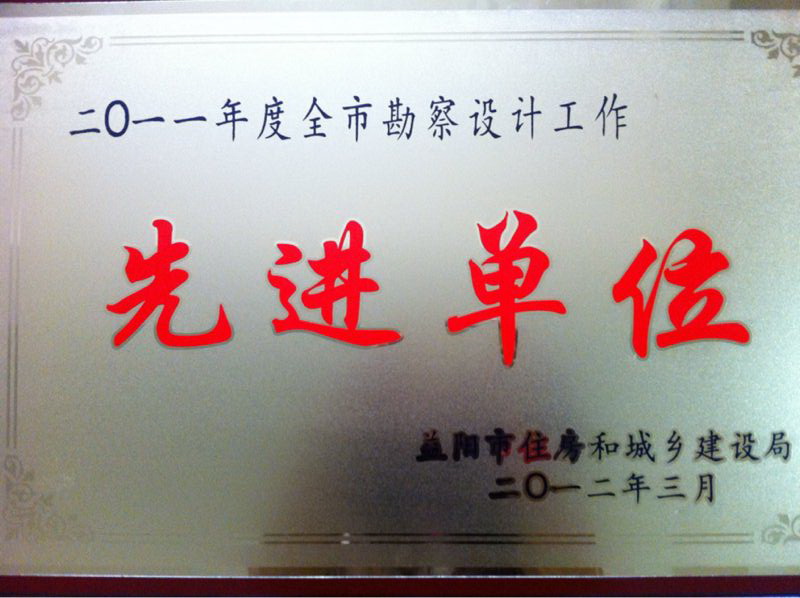 二〇一一年度全市勘察设计工作
先进单位
益阳市住房和城乡建设局
二〇一二年三月